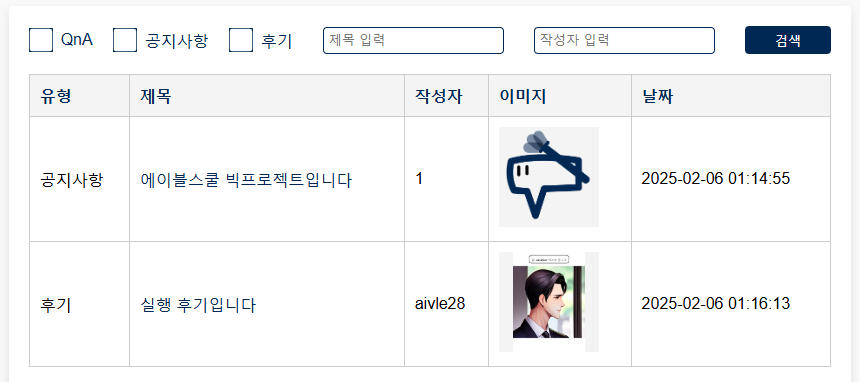 QnA 공지사항 후기 제목 입력 작성자 입력 검색
유형 제목 작성자 이미지 날짜
공지사항 에이블스쿨 빅프로젝트입니다 1 2025-02-06 01:14:55
후기 실행 후기입니다 aivle28 2025-02-06 01:16:13